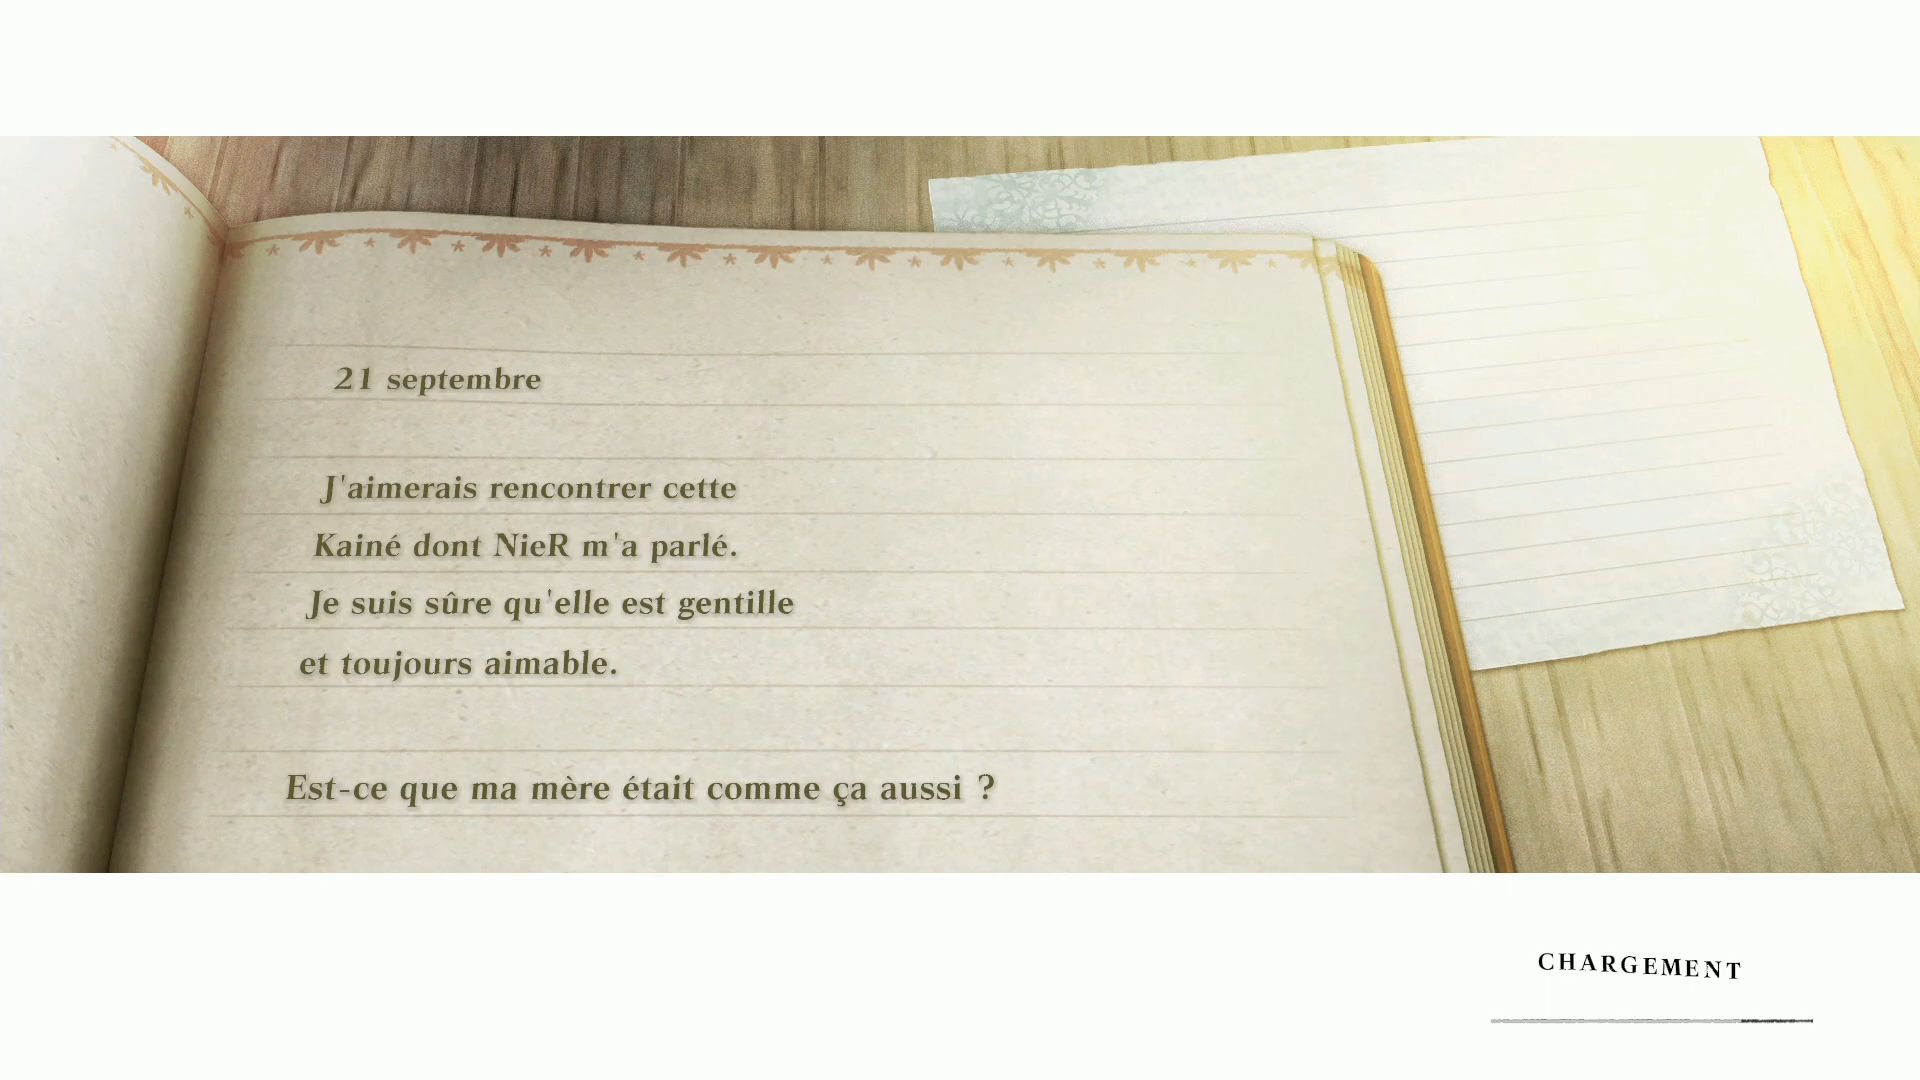 21 septembre
J'aimerais rencontrer cette
Kainé dont NieR m'a parlé.
Je suis sûre qu'elle est gentille
et toujours aimable.
Est-ce que ma mère était comme ça aussi ?
CHARGEMENT